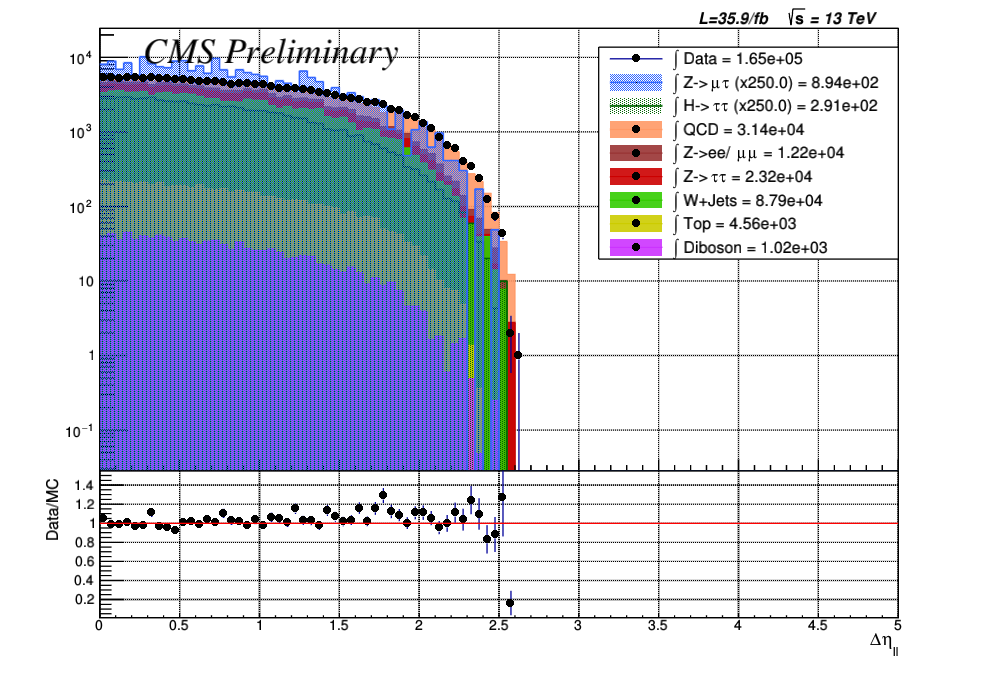 L=35.9/fb √s = 13 TeV
CMS Preliminary
∫ Data = 1.65e+05
∫ Z->μτ (x250.0) = 8.94e+02
∫ H->ττ (x250.0) = 2.91e+02
∫ QCD = 3.14e+04
∫ Z->ee/ μμ = 1.22e+04
∫ Z->ττ = 2.32e+04
∫ W+Jets = 8.79e+04
∫ Top = 4.56e+03
∫ Diboson = 1.02e+03
10⁴
10³
10²
10
1
10⁻¹
Data/MC
1.4
1.2
1
0.8
0.6
0.4
0.2
0 0.5 1 1.5 2 2.5 3 3.5 4 4.5 5
Δη_ll